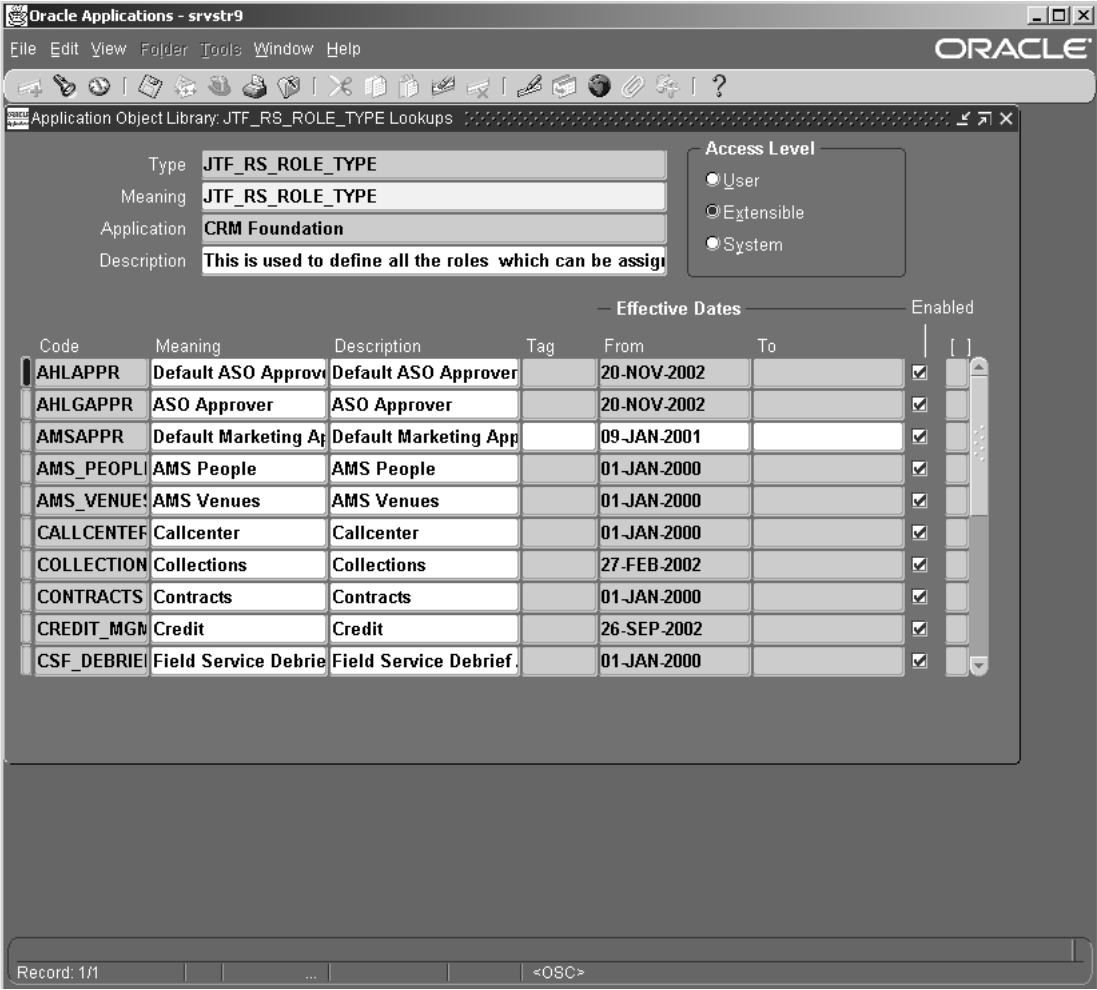 Oracle Applications - srvstr9
File Edit View Folder Tools Window Help
ORACLE
?
Application Object Library: JTF_RS_ROLE_TYPE Lookups
Type JTF_RS_ROLE_TYPE
Meaning JTF_RS_ROLE_TYPE
Application CRM Foundation
Description This is used to define all the roles which can be assig
Access Level
User
Extensible
System
Effective Dates Enabled
Code Meaning Description Tag From To [ ]
AHLAPPR Default ASO Approv Default ASO Approver 20-NOV-2002
AHLGAPPR ASO Approver ASO Approver 20-NOV-2002
AMSAPPR Default Marketing Ap Default Marketing App 09-JAN-2001
AMS_PEOPL AMS People AMS People 01-JAN-2000
AMS_VENUE AMS Venues AMS Venues 01-JAN-2000
CALLCENTER Callcenter Callcenter 01-JAN-2000
COLLECTION Collections Collections 27-FEB-2002
CONTRACTS Contracts Contracts 01-JAN-2000
CREDIT_MGM Credit Credit 26-SEP-2002
CSF_DEBRIE Field Service Debrie Field Service Debrief 01-JAN-2000
Record: 1/1 ... <OSC>